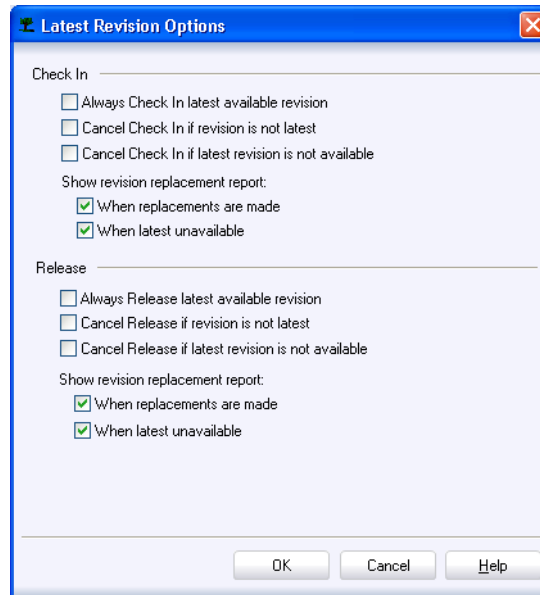 Latest Revision Options
Check In
Always Check In latest available revision
Cancel Check In if revision is not latest
Cancel Check In if latest revision is not available
Show revision replacement report:
When replacements are made
When latest unavailable
Release
Always Release latest available revision
Cancel Release if revision is not latest
Cancel Release if latest revision is not available
Show revision replacement report:
When replacements are made
When latest unavailable
OK Cancel Help